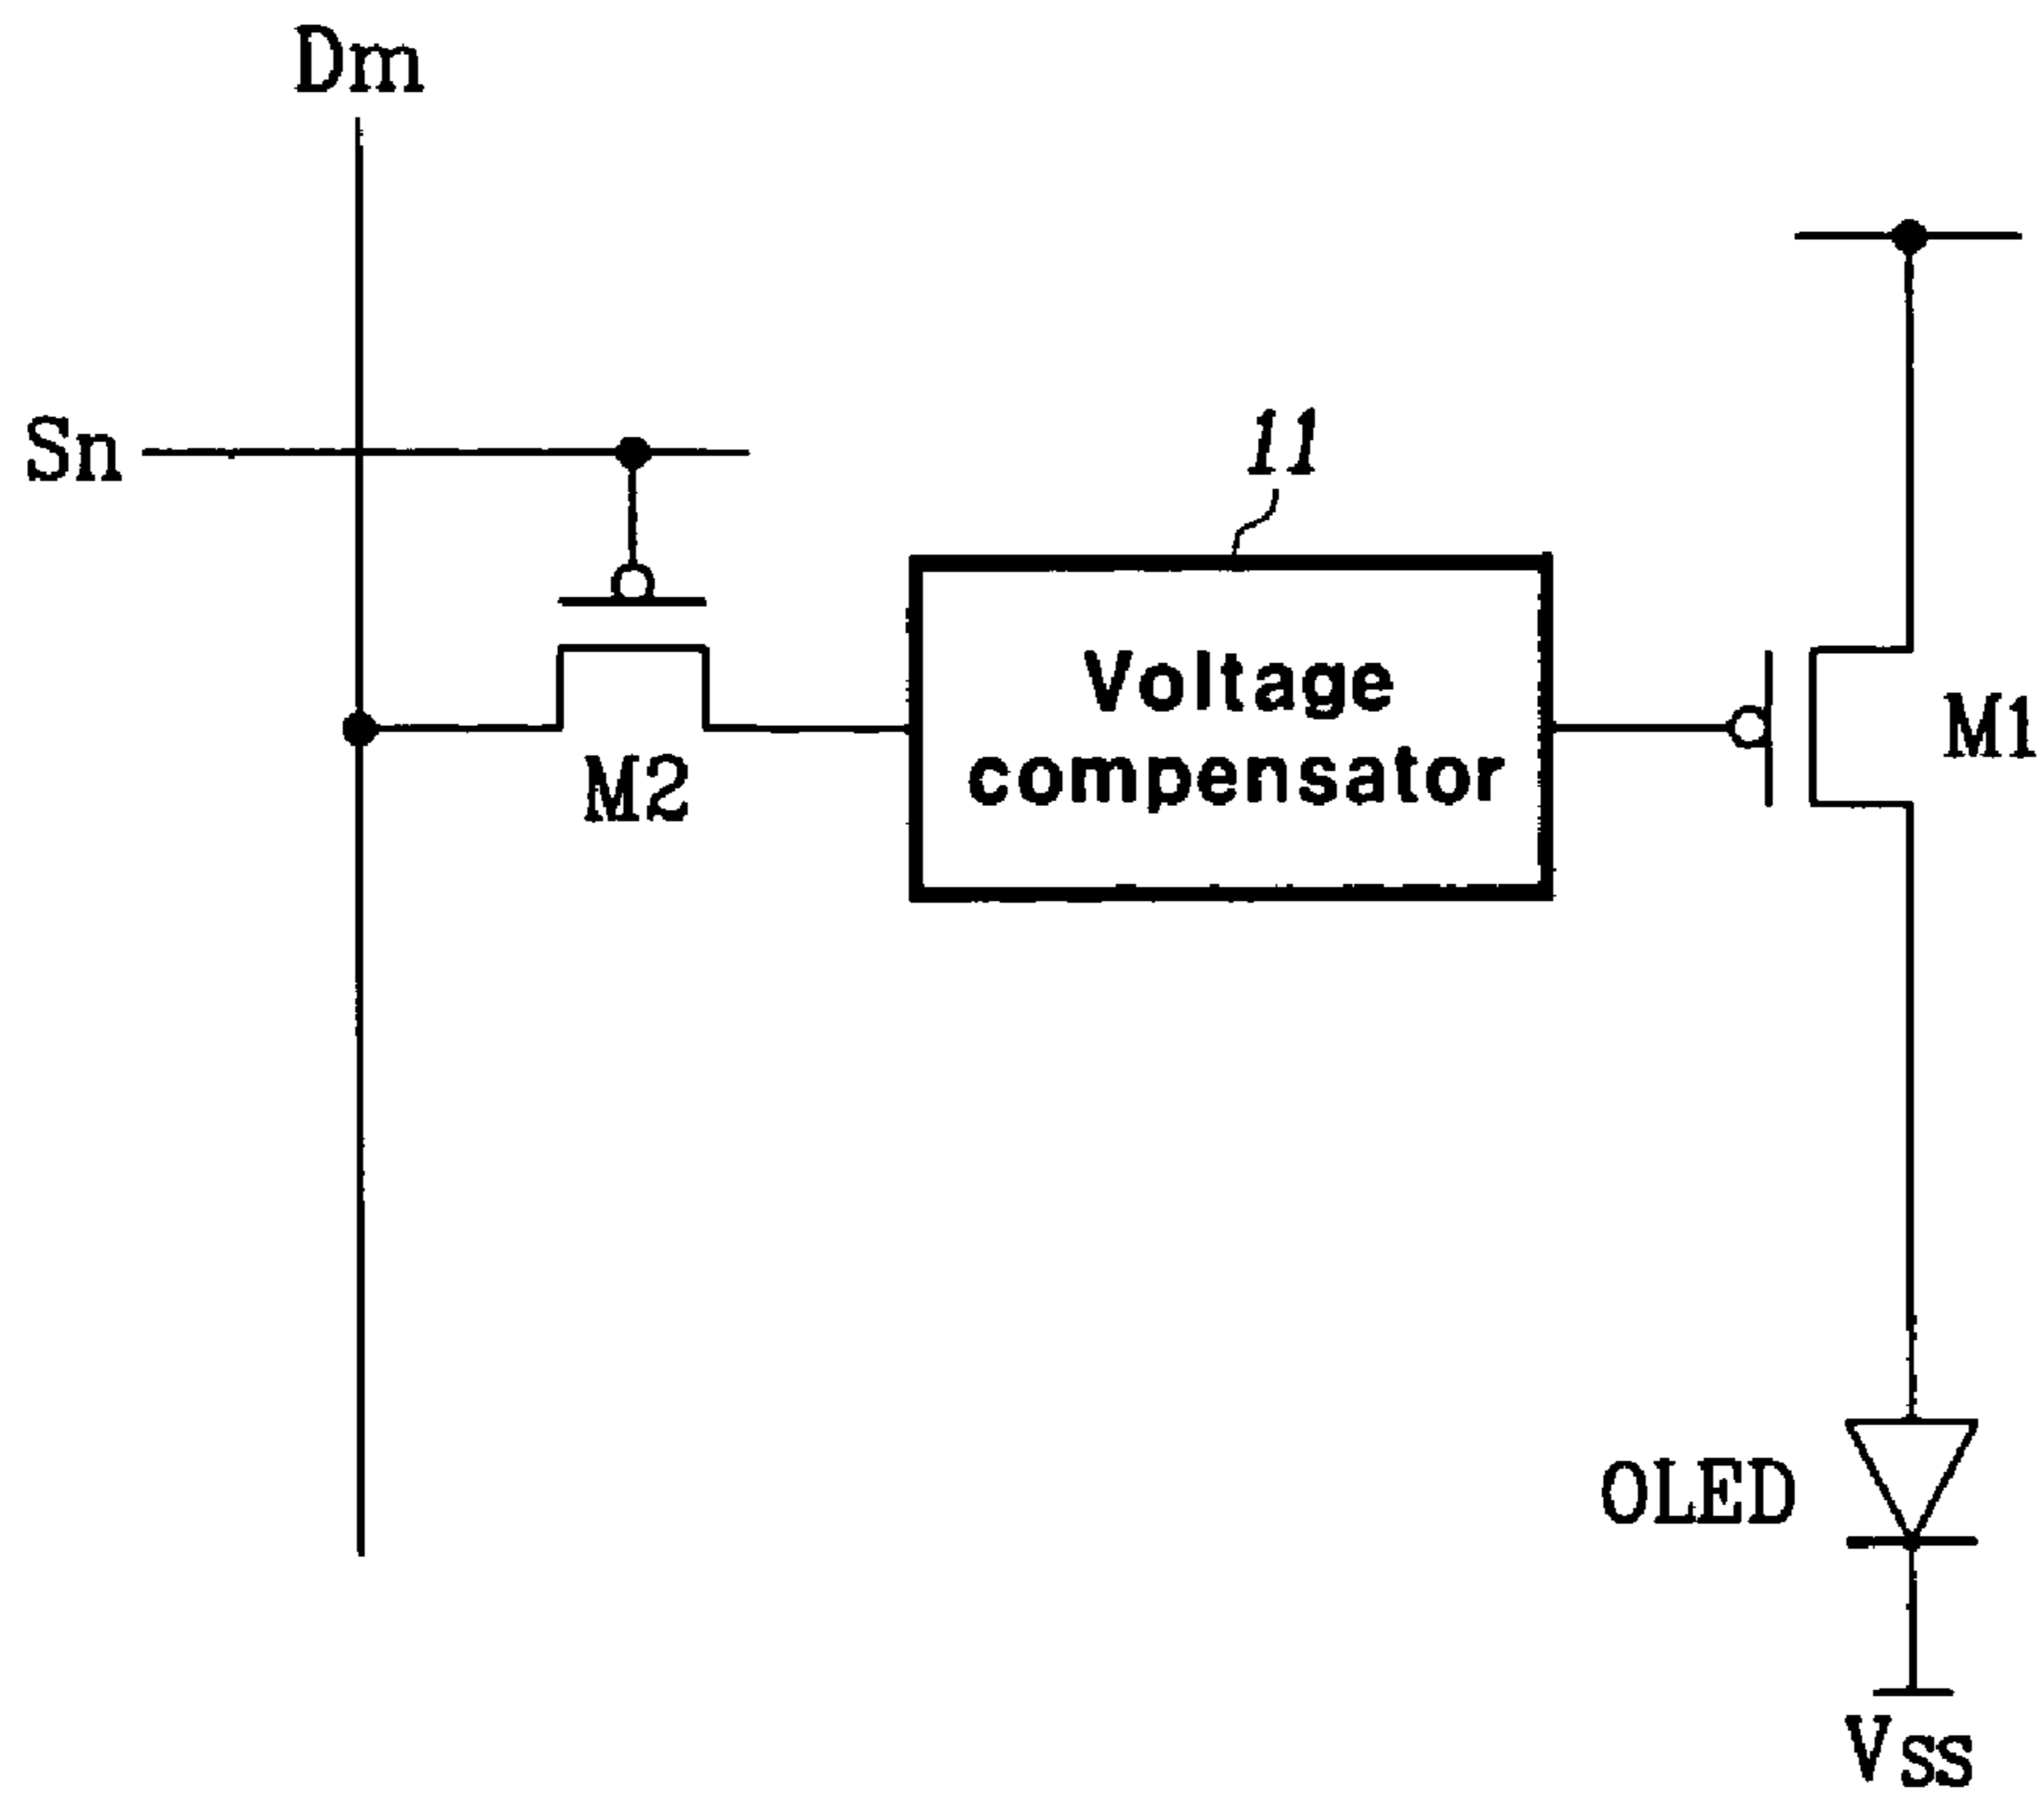 Dm
Sn
11
Voltage
compensator
M1
M2
OLED
Vss